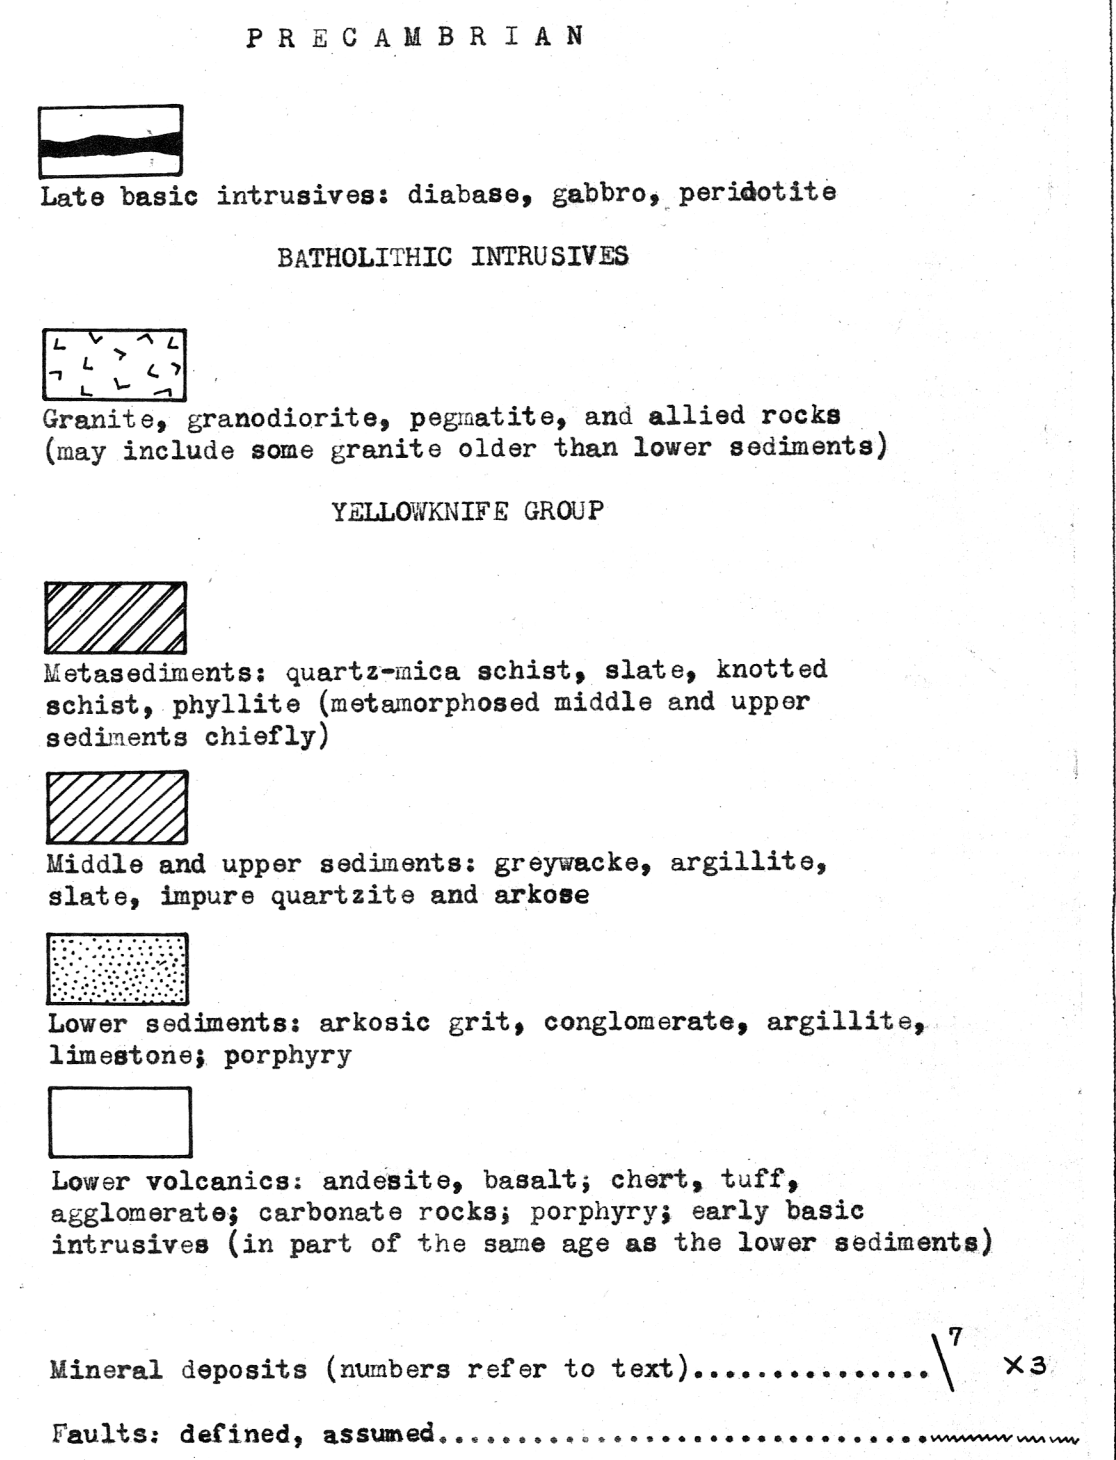 PRECAMBRIAN
Late basic intrusives: diabase, gabbro, peridotite
BATHOLITHIC INTRUSIVES
Granite, granodiorite, pegmatite, and allied rocks
(may include some granite older than lower sediments)
YELLOWKNIFE GROUP
Metasediments: quartz-mica schist, slate, knotted
schist, phyllite (metamorphosed middle and upper
sediments chiefly)
Middle and upper sediments: greywacke, argillite,
slate, impure quartzite and arkose
Lower sediments: arkosic grit, conglomerate, argillite,
limestone; porphyry
Lower volcanics: andesite, basalt; chert, tuff,
agglomerate; carbonate rocks; porphyry; early basic
intrusives (in part of the same age as the lower sediments)
Mineral deposits (numbers refer to text)............... 7 X3
Faults: defined, assumed...............................